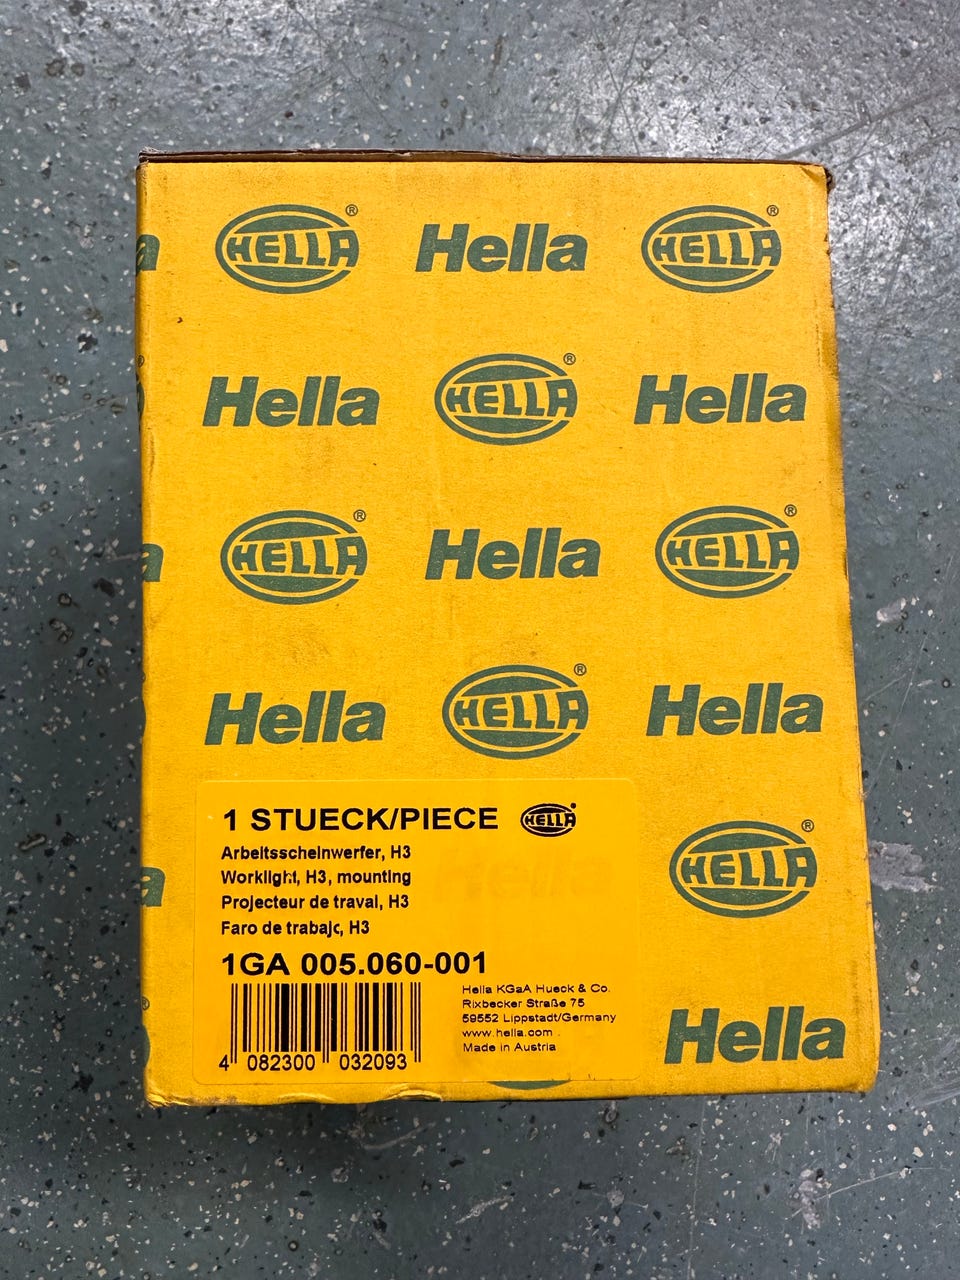 HELLA® Hella HELLA®
Hella HELLA® Hella
HELLA® Hella HELLA®
Hella HELLA® Hella
1 STUECK/PIECE HELLA
Arbeitsscheinwerfer, H3
Worklight, H3, mounting
Projecteur de traval, H3
Faro de trabajo, H3
1GA 005.060-001
4 082300 032093
Hella KGaA Hueck & Co.
Rixbecker Straße 75
59552 Lippstadt/Germany
www.hella.com
Made in Austria
HELLA®
Hella